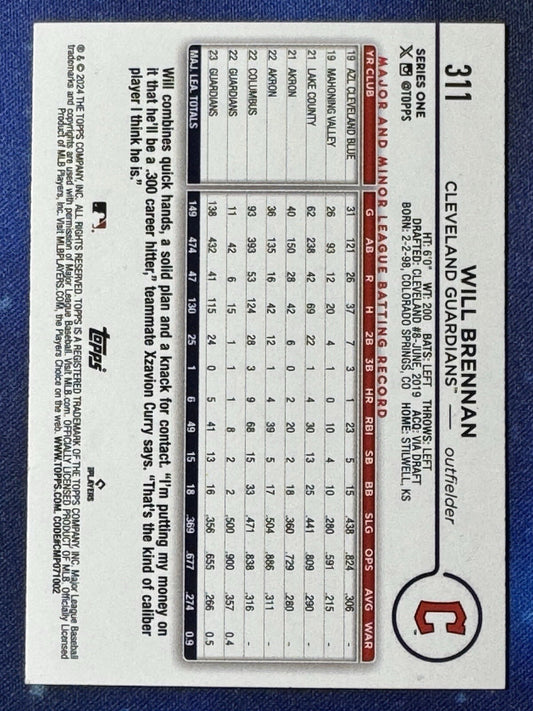 311
WILL BRENNAN
CLEVELAND GUARDIANS™ — outfielder
C™
SERIES ONE
X @TOPPS
HT: 6'0" WT: 200 BATS: LEFT THROWS: LEFT
DRAFTED: CLEVELAND #8-JUNE, 2019 ACQ: VIA DRAFT
BORN: 2-2-98, COLORADO SPRINGS, CO HOME: STILWELL, KS
MAJOR AND MINOR LEAGUE BATTING RECORD
YR CLUB G AB R H 2B 3B HR RBI SB BB SLG OPS AVG WAR
19 AZL CLEVELAND BLUE 31 121 26 37 7 3 1 23 5 15 .438 .824 .306 -
19 MAHONING VALLEY 26 93 12 20 4 1 0 10 4 10 .280 .591 .215 -
21 LAKE COUNTY 62 238 42 69 22 1 4 30 13 25 .441 .809 .290 -
21 AKRON 40 150 28 42 6 0 2 20 2 18 .360 .729 .280 -
22 AKRON 36 135 16 42 12 1 4 39 5 17 .504 .886 .311 -
22 COLUMBUS 93 393 53 124 28 3 9 68 15 33 .471 .838 .316 -
22 GUARDIANS 11 42 6 15 1 1 1 8 2 2 .500 .900 .357 0.4
23 GUARDIANS 138 432 41 115 24 0 5 41 13 16 .356 .655 .266 0.5
MAJ. LEA. TOTALS 149 474 47 130 25 1 6 49 15 18 .369 .677 .274 0.9
Will combines quick hands, a solid plan and a knack for contact. "I'm putting my money on
it that he'll be a .300 career hitter," teammate Xzavion Curry says. "That's the kind of caliber
player I think he is."
topps®
PLAYERS
® & © 2024 THE TOPPS COMPANY, INC. ALL RIGHTS RESERVED. TOPPS IS A REGISTERED TRADEMARK OF THE TOPPS COMPANY, INC. Major League Baseball
trademarks and copyrights are used with permission of Major League Baseball. Visit MLB.com. OFFICIALLY LICENSED PRODUCT OF MLB. Officially Licensed
Product of MLB Players, Inc. Visit MLBPLAYERS.COM, the Players Choice on the web. WWW.TOPPS.COM. CODE#CMP071002